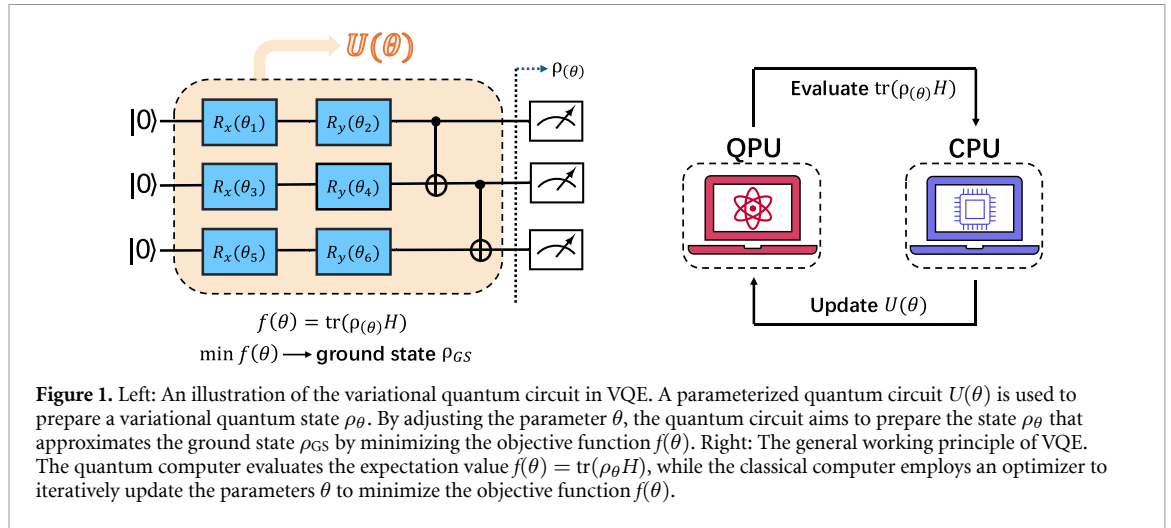 U(θ)
ρ(θ)
|0⟩ Rₓ(θ₁) Rᵧ(θ₂)
|0⟩ Rₓ(θ₃) Rᵧ(θ₄)
|0⟩ Rₓ(θ₅) Rᵧ(θ₆)
f(θ) = tr(ρ(θ)H)
min f(θ) → ground state ρGS
Evaluate tr(ρ(θ)H)
QPU CPU
Update U(θ)
Figure 1. Left: An illustration of the variational quantum circuit in VQE. A parameterized quantum circuit U(θ) is used to
prepare a variational quantum state ρθ. By adjusting the parameter θ, the quantum circuit aims to prepare the state ρθ that
approximates the ground state ρGS by minimizing the objective function f(θ). Right: The general working principle of VQE.
The quantum computer evaluates the expectation value f(θ) = tr(ρθH), while the classical computer employs an optimizer to
iteratively update the parameters θ to minimize the objective function f(θ).